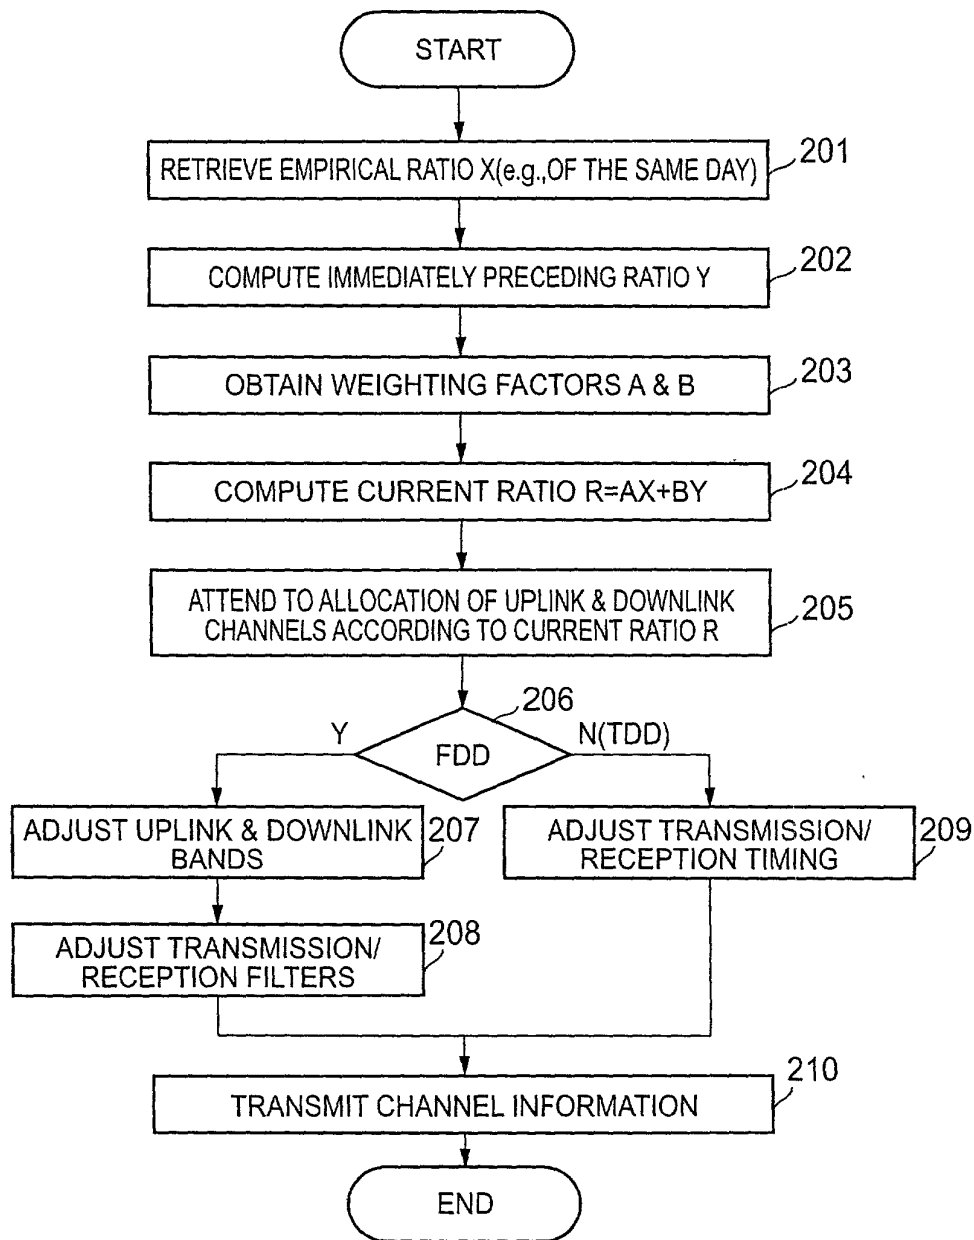 START
RETRIEVE EMPIRICAL RATIO X(e.g.,OF THE SAME DAY)
201
COMPUTE IMMEDIATELY PRECEDING RATIO Y
202
OBTAIN WEIGHTING FACTORS A & B
203
COMPUTE CURRENT RATIO R=AX+BY
204
ATTEND TO ALLOCATION OF UPLINK & DOWNLINK
CHANNELS ACCORDING TO CURRENT RATIO R
205
206
Y
FDD
N(TDD)
ADJUST UPLINK & DOWNLINK
BANDS
207
ADJUST TRANSMISSION/
RECEPTION TIMING
209
ADJUST TRANSMISSION/
RECEPTION FILTERS
208
TRANSMIT CHANNEL INFORMATION
210
END